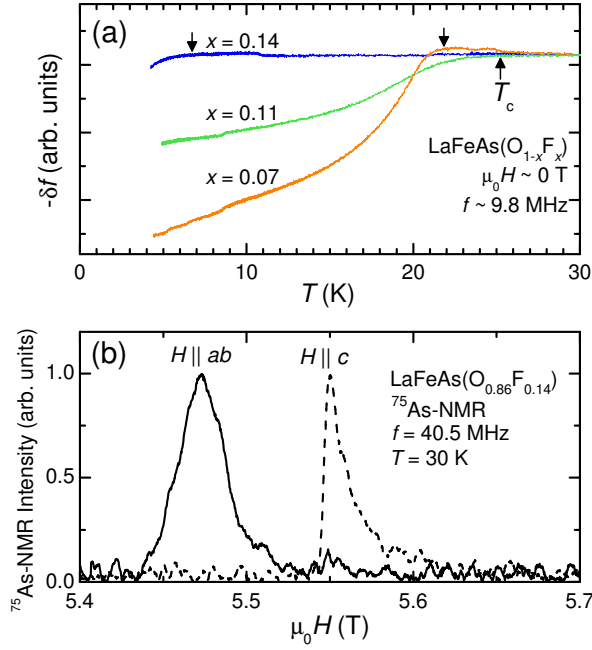 (a)
x = 0.14
x = 0.11
x = 0.07
T_c
LaFeAs(O_{1-x}F_x)
μ_0H ~ 0 T
f ~ 9.8 MHz
-δf (arb. units)
0 10 20 30
T (K)
(b)
H || ab
H || c
LaFeAs(O_{0.86}F_{0.14})
^{75}As-NMR
f = 40.5 MHz
T = 30 K
^{75}As-NMR Intensity (arb. units)
1.0
0.5
0.0
5.4 5.5 5.6 5.7
μ_0H (T)